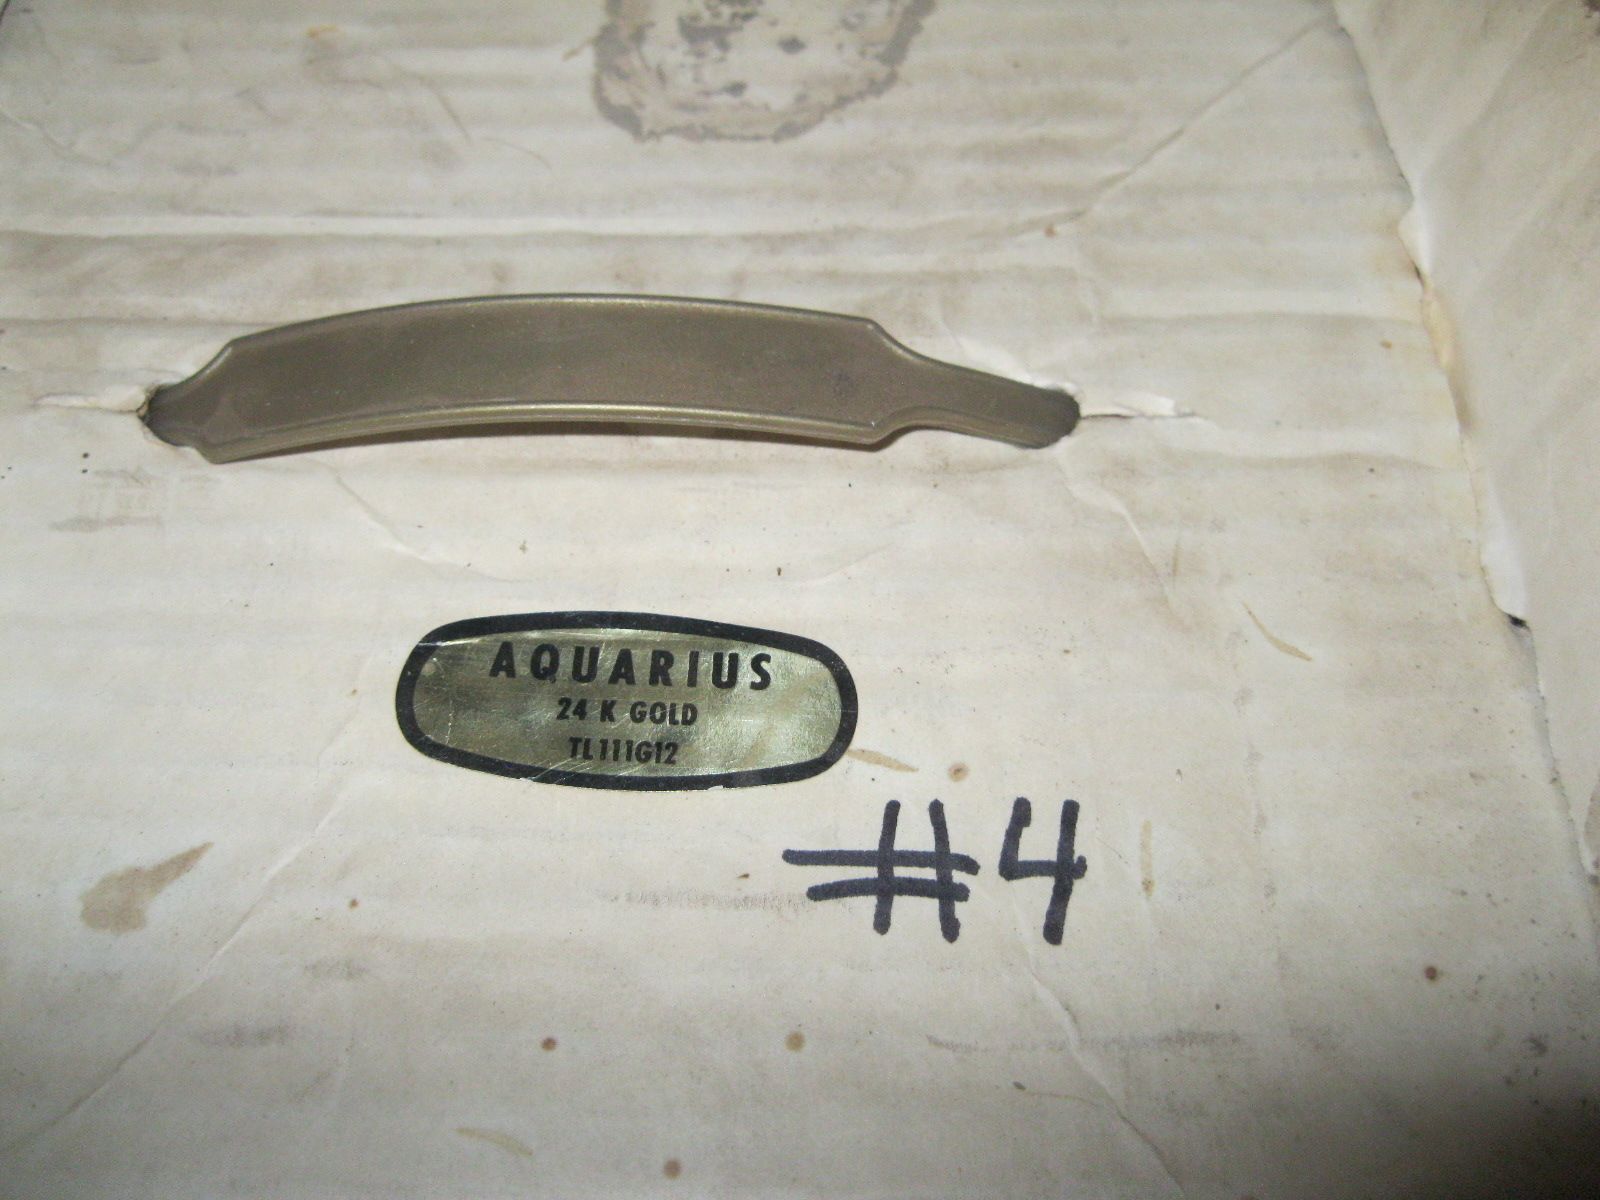 AQUARIUS
24 K GOLD
TL111G12
#4